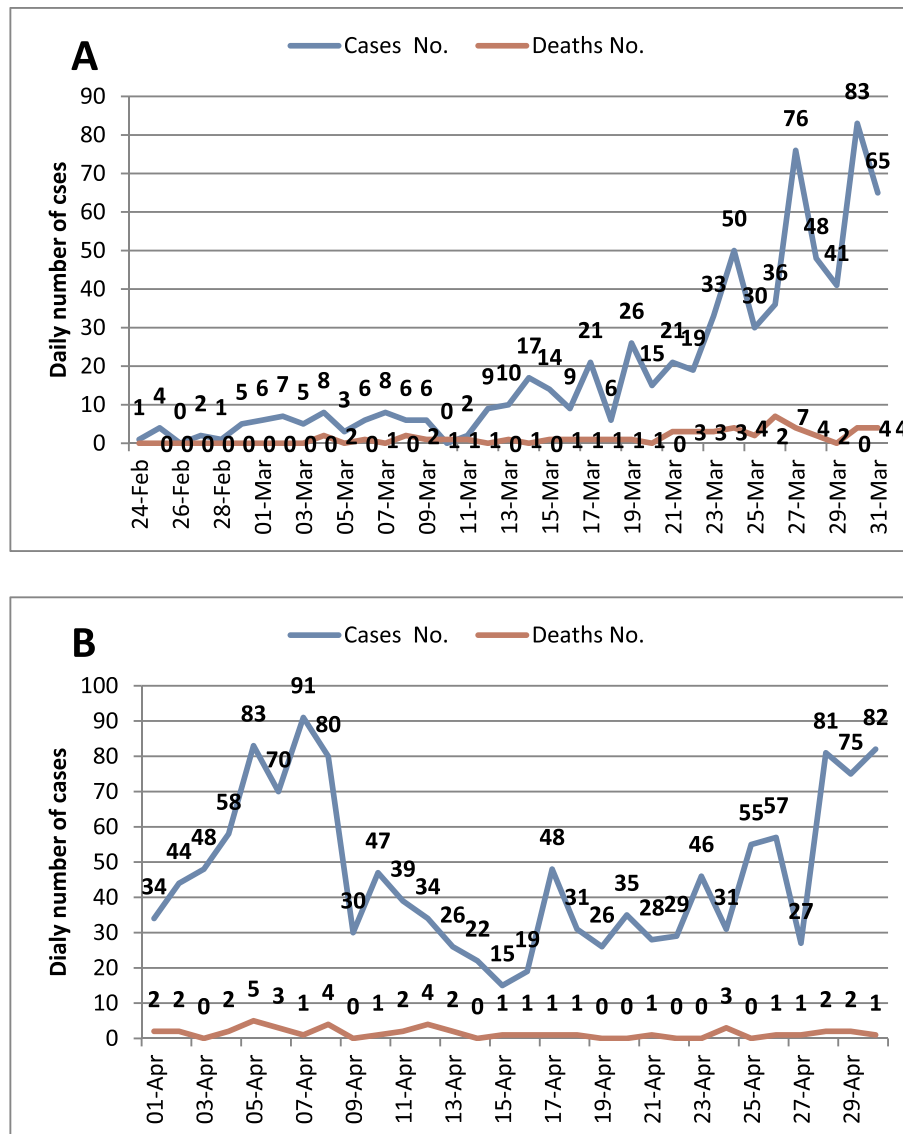 A
Cases No.
Deaths No.
Daily number of cses
90
80
70
60
50
40
30
20
10
0
1 4 0 2 1 5 6 7 5 8 3 6 8 6 6 0 2 9 10 17 14 9 21 6 26 15 21 19 33 50 30 36 76 48 41 83 65
0 0 0 0 0 0 0 0 0 2 0 1 0 2 1 1 1 0 1 0 1 1 1 1 1 0 3 3 3 4 2 7 4 2 0 4 4
24-Feb
26-Feb
28-Feb
01-Mar
03-Mar
05-Mar
07-Mar
09-Mar
11-Mar
13-Mar
15-Mar
17-Mar
19-Mar
21-Mar
23-Mar
25-Mar
27-Mar
29-Mar
31-Mar
B
Cases No.
Deaths No.
Dialy number of cases
100
90
80
70
60
50
40
30
20
10
0
34 44 48 58 83 70 91 80 30 47 39 34 26 22 15 19 48 31 26 35 28 29 46 31 55 57 27 81 75 82
2 2 0 2 5 3 1 4 0 1 2 4 2 0 1 1 1 1 0 0 1 0 0 3 0 1 1 2 2 1
01-Apr
03-Apr
05-Apr
07-Apr
09-Apr
11-Apr
13-Apr
15-Apr
17-Apr
19-Apr
21-Apr
23-Apr
25-Apr
27-Apr
29-Apr